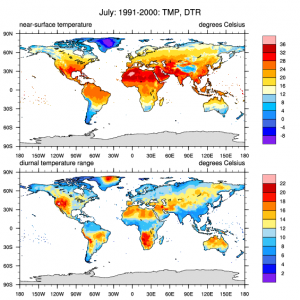 July: 1991-2000: TMP, DTR
near-surface temperature degrees Celsius
90N
60N
30N
0
30S
60S
90S
180 150W 120W 90W 60W 30W 0 30E 60E 90E 120E 150E 180
36
32
28
24
20
16
12
8
4
0
-4
-8
diurnal temperature range degrees Celsius
90N
60N
30N
0
30S
60S
90S
180 150W 120W 90W 60W 30W 0 30E 60E 90E 120E 150E 180
22
20
18
16
14
12
10
8
6
4
2